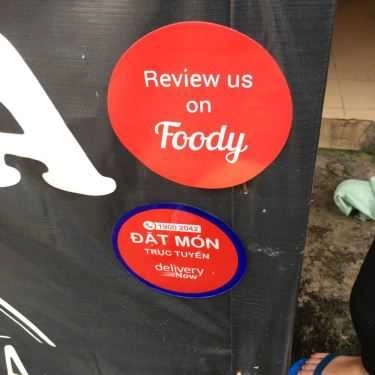 A
Review us
on
Foody
1900 2042
ĐẶT MÓN
TRỰC TUYẾN
delivery
Now
A